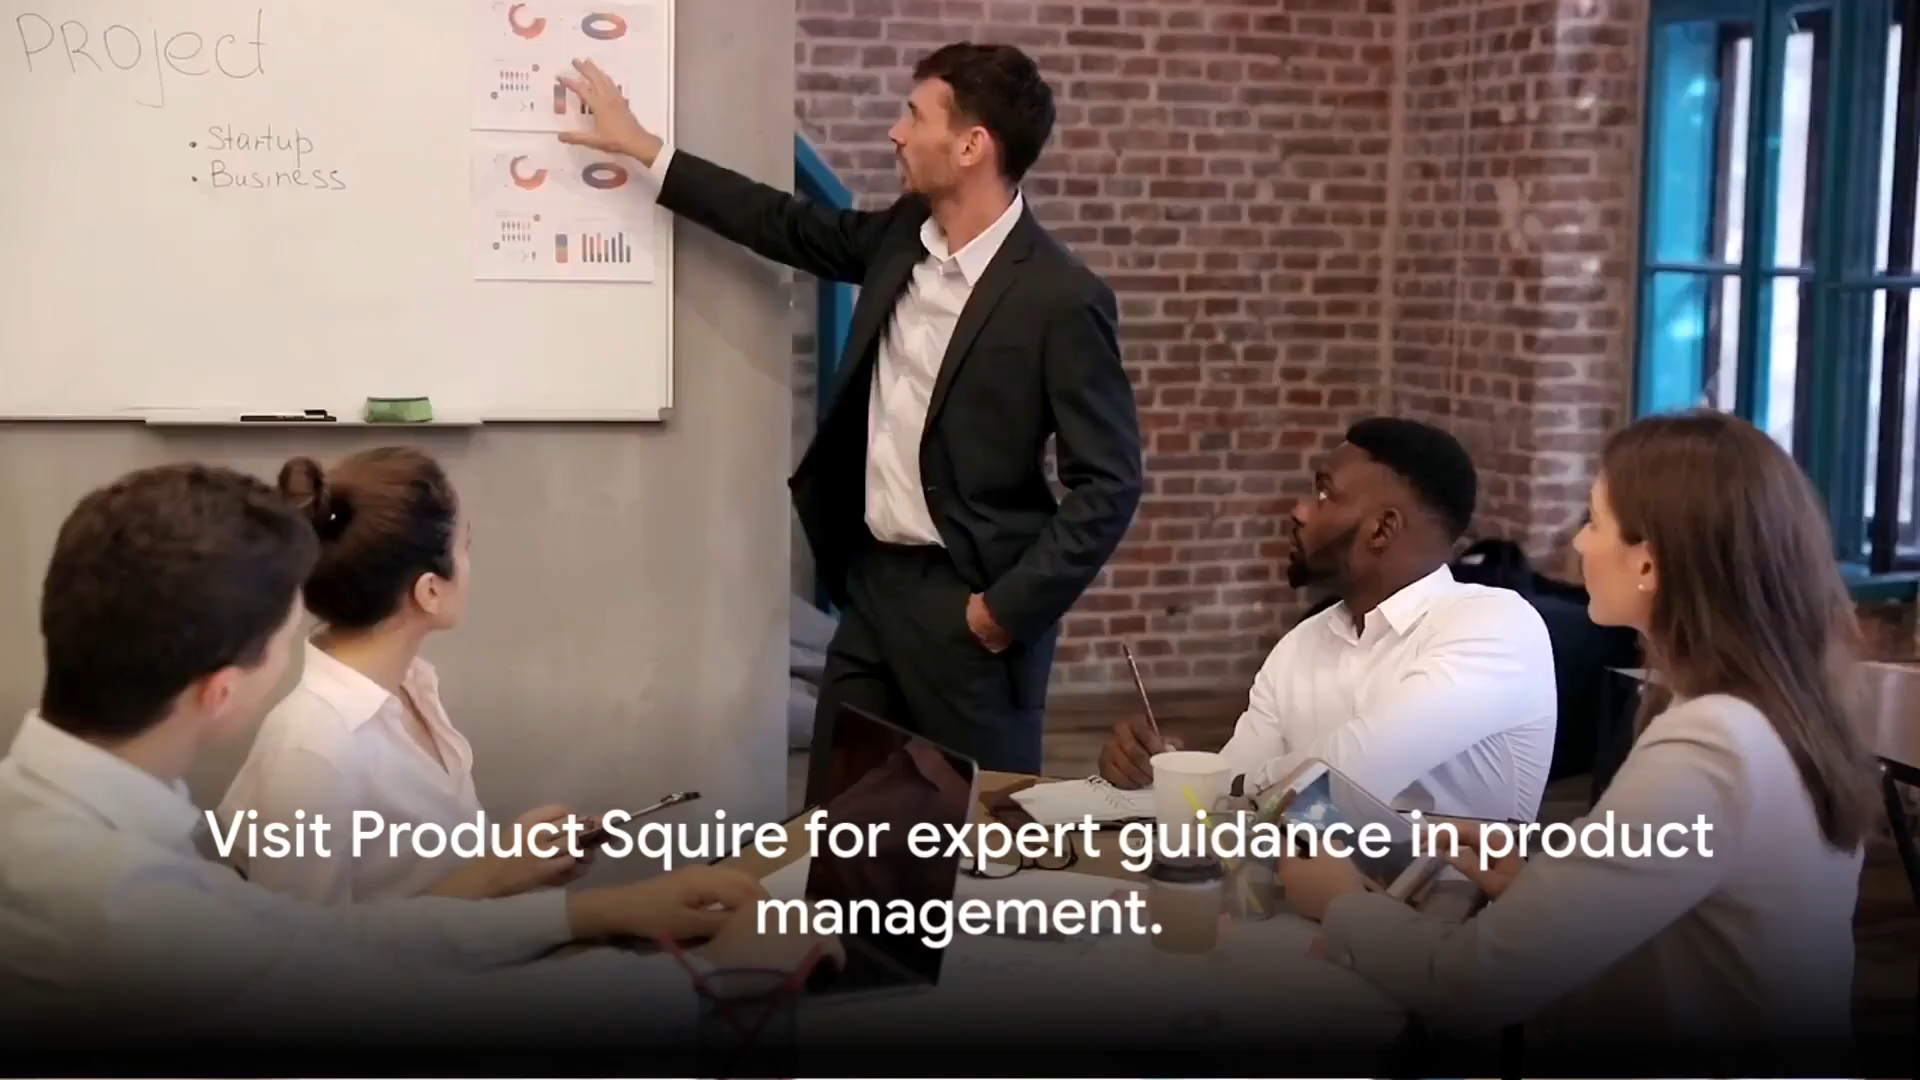 PROject
• Startup
• Business
Visit Product Squire for expert guidance in product
management.